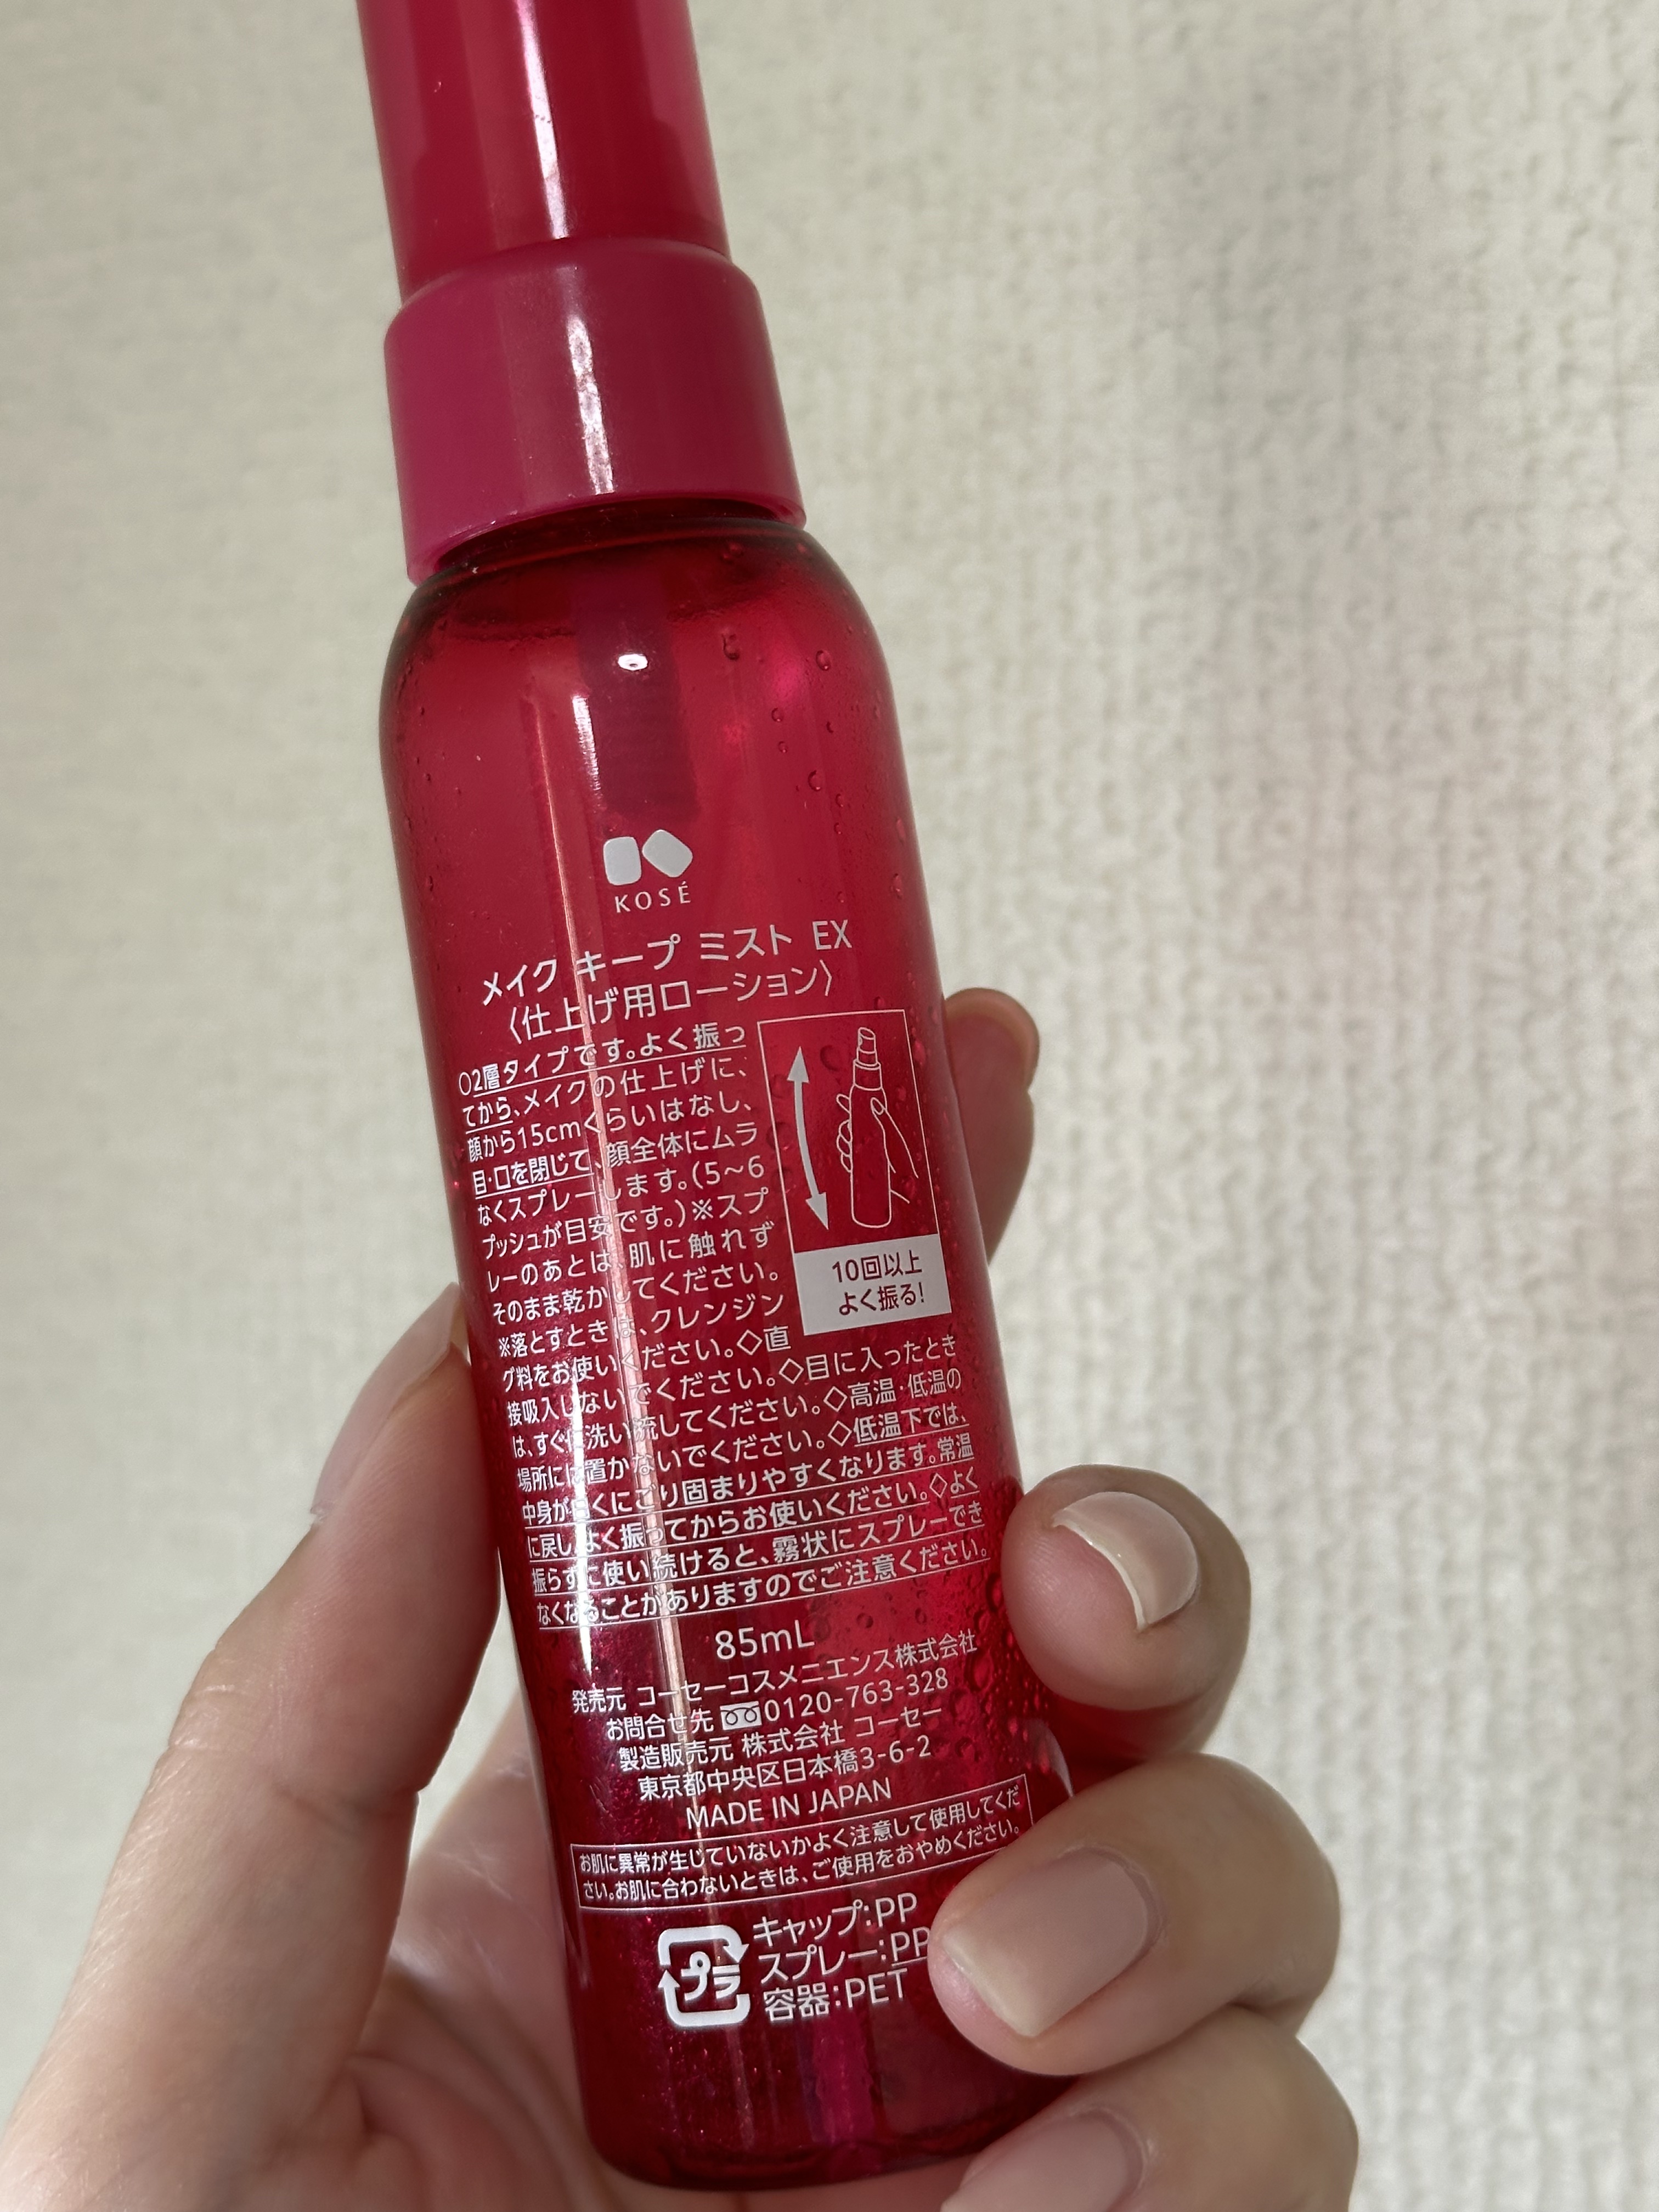 KOSÉ
メイク キープ ミスト EX
〈仕上げ用ローション〉
○2層タイプです。よく振っ
てから、メイクの仕上げに、
顔から15cmくらいはなし、
目・口を閉じて、顔全体にムラ
なくスプレーします。(5~6
プッシュが目安です。)※スプ
レーのあとは、肌に触れず
そのまま乾かしてください。
※落とすときは、クレンジン
グ料をお使いください。◇直
接吸入しないでください。◇目に入ったとき
は、すぐに洗い流してください。◇高温・低温の
場所には置かないでください。◇低温下では、
中身が白くにごり固まりやすくなります。常温
に戻し、よく振ってからお使いください。◇よく
振らずに使い続けると、霧状にスプレーでき
なくなることがありますのでご注意ください。
10回以上
よく振る!
85mL
発売元 コーセーコスメニエンス株式会社
お問合せ先 0120-763-328
製造販売元 株式会社 コーセー
東京都中央区日本橋3-6-2
MADE IN JAPAN
お肌に異常が生じていないかよく注意して使用してくだ
さい。お肌に合わないときは、ご使用をおやめください。
プラ
キャップ:PP
スプレー:PP
容器:PET